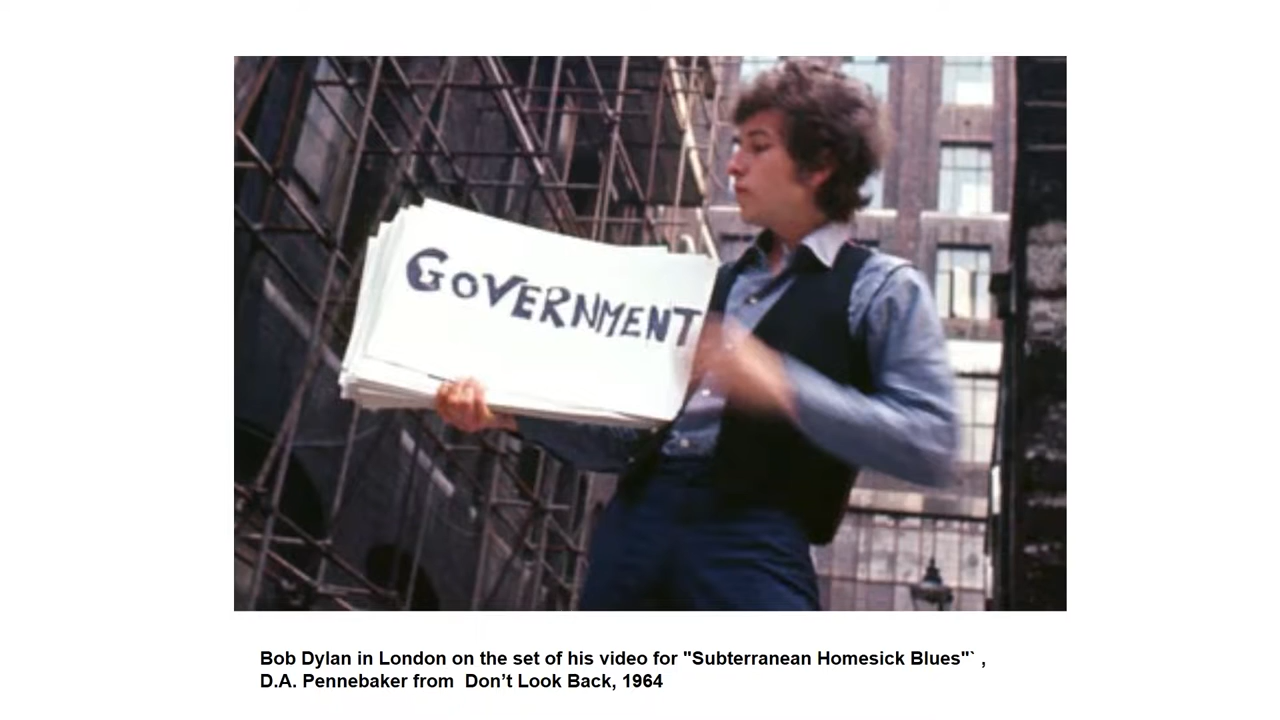 GOVERNMENT
Bob Dylan in London on the set of his video for "Subterranean Homesick Blues"` ,
D.A. Pennebaker from  Don’t Look Back, 1964